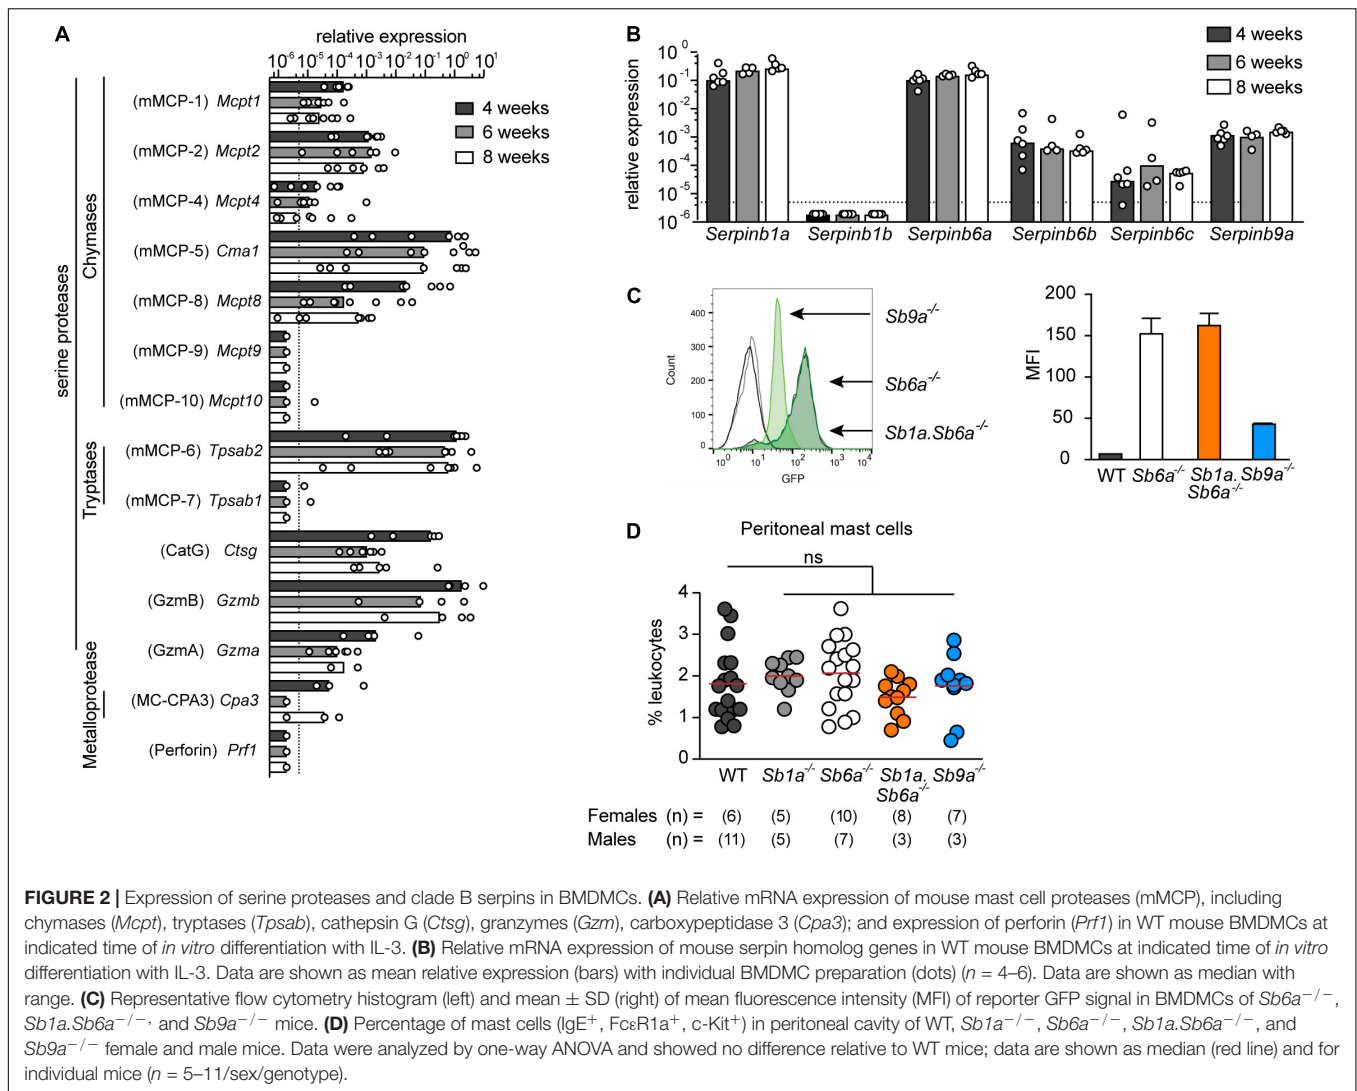 A
relative expression
10-6 10-5 10-4 10-3 10-2 10-1 100 101
serine proteases
Chymases
Tryptases
Metalloprotease
(mMCP-1) Mcpt1
(mMCP-2) Mcpt2
(mMCP-4) Mcpt4
(mMCP-5) Cma1
(mMCP-8) Mcpt8
(mMCP-9) Mcpt9
(mMCP-10) Mcpt10
(mMCP-6) Tpsab2
(mMCP-7) Tpsab1
(CatG) Ctsg
(GzmB) Gzmb
(GzmA) Gzma
(MC-CPA3) Cpa3
(Perforin) Prf1
4 weeks
6 weeks
8 weeks
B
relative expression
10 0
10-1
10-2
10-3
10-4
10-5
10-6
Serpinb1a Serpinb1b Serpinb6a Serpinb6b Serpinb6c Serpinb9a
4 weeks
6 weeks
8 weeks
C
Count
400
300
200
100
0
100 101 102 103 104
GFP
Sb9a-/-
Sb6a-/-
Sb1a.Sb6a-/-
MFI
200
150
100
50
0
WT Sb6a-/- Sb1a. Sb9a-/-
Sb6a-/-
D
Peritoneal mast cells
ns
% leukocytes
4
3
2
1
0
WT Sb1a-/- Sb6a-/- Sb1a. Sb9a-/-
Sb6a-/-
Females (n) = (6) (5) (10) (8) (7)
Males (n) = (11) (5) (7) (3) (3)
FIGURE 2 | Expression of serine proteases and clade B serpins in BMDMCs. (A) Relative mRNA expression of mouse mast cell proteases (mMCP), including
chymases (Mcpt), tryptases (Tpsab), cathepsin G (Ctsg), granzymes (Gzm), carboxypeptidase 3 (Cpa3); and expression of perforin (Prf1) in WT mouse BMDMCs at
indicated time of in vitro differentiation with IL-3. (B) Relative mRNA expression of mouse serpin homolog genes in WT mouse BMDMCs at indicated time of in vitro
differentiation with IL-3. Data are shown as mean relative expression (bars) with individual BMDMC preparation (dots) (n = 4–6). Data are shown as median with
range. (C) Representative flow cytometry histogram (left) and mean ± SD (right) of mean fluorescence intensity (MFI) of reporter GFP signal in BMDMCs of Sb6a−/−,
Sb1a.Sb6a−/−, and Sb9a−/− mice. (D) Percentage of mast cells (IgE+, FcεR1a+, c-Kit+) in peritoneal cavity of WT, Sb1a−/−, Sb6a−/−, Sb1a.Sb6a−/−, and
Sb9a−/− female and male mice. Data were analyzed by one-way ANOVA and showed no difference relative to WT mice; data are shown as median (red line) and for
individual mice (n = 5–11/sex/genotype).